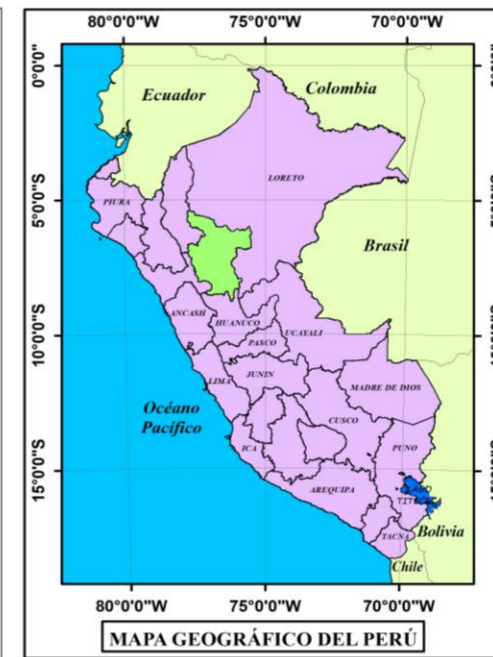 80°0'0"W 75°0'0"W 70°0'0"W
0°0'0"
Ecuador
Colombia
LORETO
5°0'0"S
PIURA
Brasil
ANCASH
HUANUCO
UCAYALI
PASCO
10°0'0"S
LIMA
JUNIN
MADRE DE DIOS
Océano
Pacífico
CUSCO
ICA
PUNO
15°0'0"S
AREQUIPA
LAGO
TITICACA
Bolivia
TACNA
Chile
80°0'0"W 75°0'0"W 70°0'0"W
MAPA GEOGRÁFICO DEL PERÚ